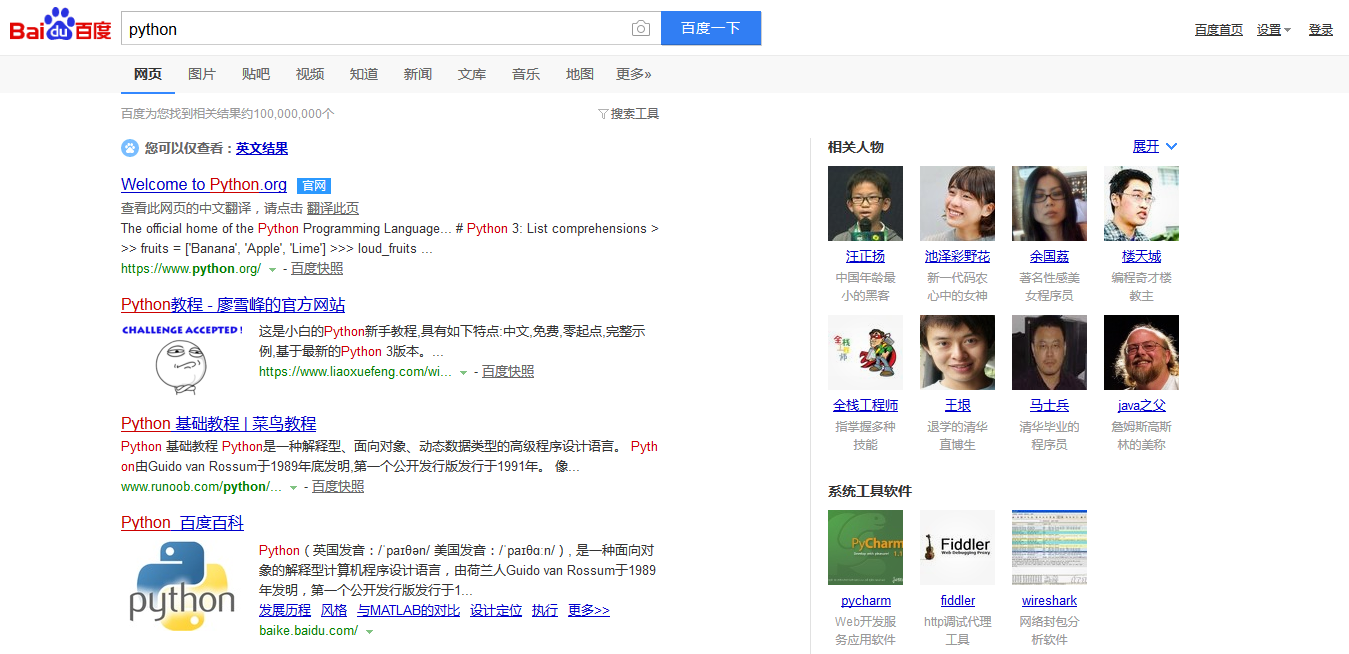 Bai du 百度
python
百度一下
百度首页 设置 登录
网页 图片 贴吧 视频 知道 新闻 文库 音乐 地图 更多»
百度为您找到相关结果约100,000,000个
搜索工具
您可以仅查看：英文结果
Welcome to Python.org 官网
查看此网页的中文翻译，请点击 翻译此页
The official home of the Python Programming Language... # Python 3: List comprehensions >
>> fruits = ['Banana', 'Apple', 'Lime'] >>> loud_fruits ...
https://www.python.org/ - 百度快照
Python教程 - 廖雪峰的官方网站
CHALLENGE ACCEPTED!
这是小白的Python新手教程,具有如下特点:中文,免费,零起点,完整示
例,基于最新的Python 3版本。...
https://www.liaoxuefeng.com/wi... - 百度快照
Python 基础教程 | 菜鸟教程
Python 基础教程 Python是一种解释型、面向对象、动态数据类型的高级程序设计语言。 Pyth
on由Guido van Rossum于1989年底发明,第一个公开发行版发行于1991年。 像...
www.runoob.com/python/... - 百度快照
Python_百度百科
python
Python（英国发音：/ˈpaɪθən/ 美国发音：/ˈpaɪθɑːn/）, 是一种面向对
象的解释型计算机程序设计语言，由荷兰人Guido van Rossum于1989
年发明，第一个公开发行版发行于1...
发展历程 风格 与MATLAB的对比 设计定位 执行 更多>>
baike.baidu.com/
相关人物 展开
汪正扬 池泽彩野花 余国荔 楼天城
中国年龄最 新一代码农 著名性感美 编程奇才楼
小的黑客 心中的女神 女程序员 教主
全栈工程师
全栈工程师 王垠 马士兵 java之父
指掌握多种 退学的清华 清华毕业的 詹姆斯高斯
技能 直博生 程序员 林的美称
系统工具软件
PyCharm
Fiddler
Web Debugging Proxy
pycharm fiddler wireshark
Web开发服 http调试代理 网络封包分
务应用软件 工具 析软件